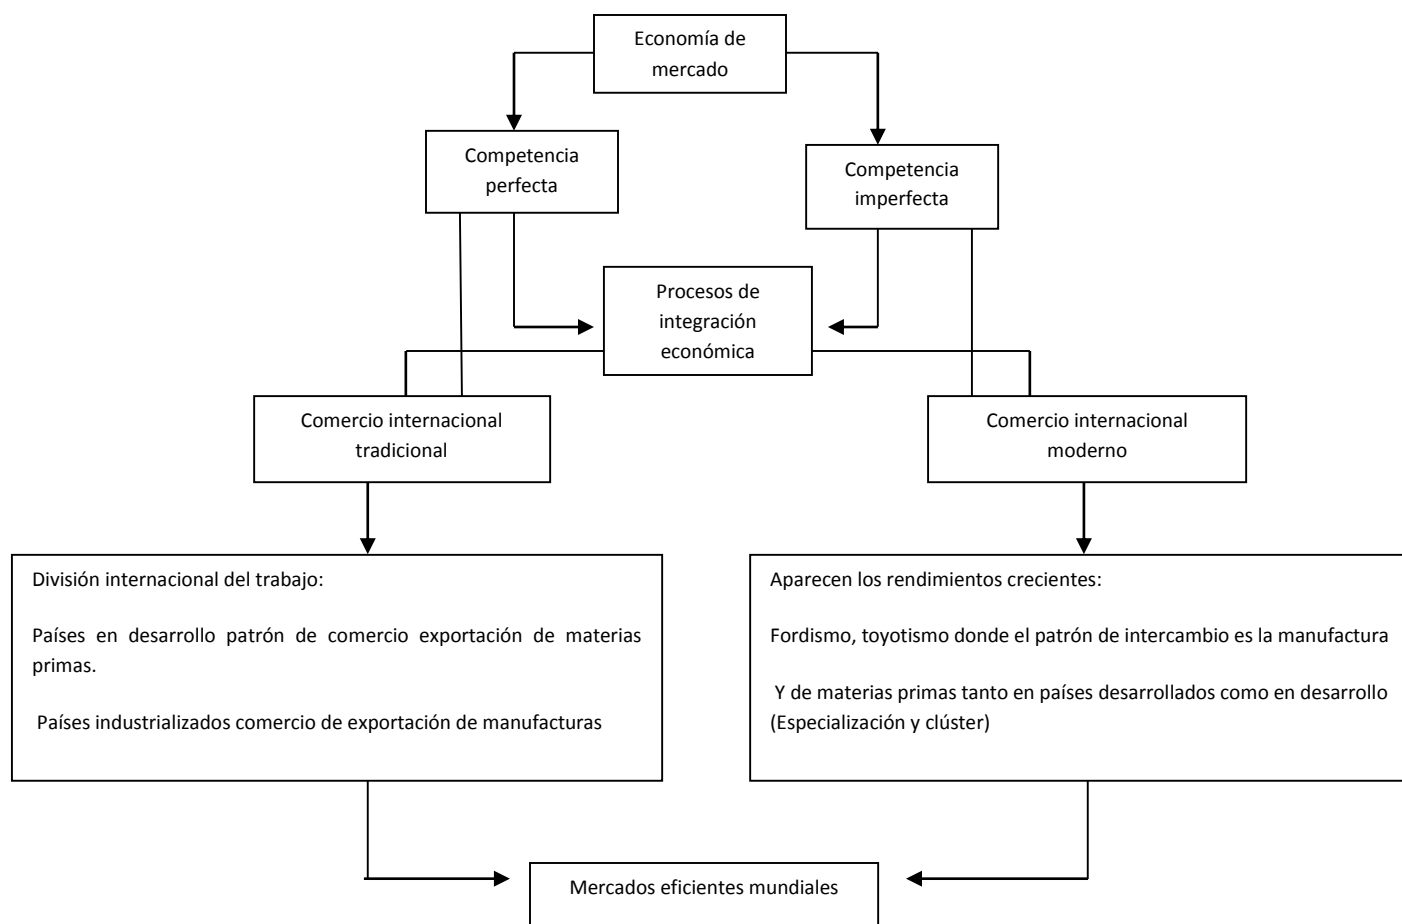 Economía de
mercado
Competencia
perfecta
Competencia
imperfecta
Procesos de
integración
económica
Comercio internacional
tradicional
Comercio internacional
moderno
División internacional del trabajo:
Países en desarrollo patrón de comercio exportación de materias
primas.
Países industrializados comercio de exportación de manufacturas
Aparecen los rendimientos crecientes:
Fordismo, toyotismo donde el patrón de intercambio es la manufactura
Y de materias primas tanto en países desarrollados como en desarrollo
(Especialización y clúster)
Mercados eficientes mundiales